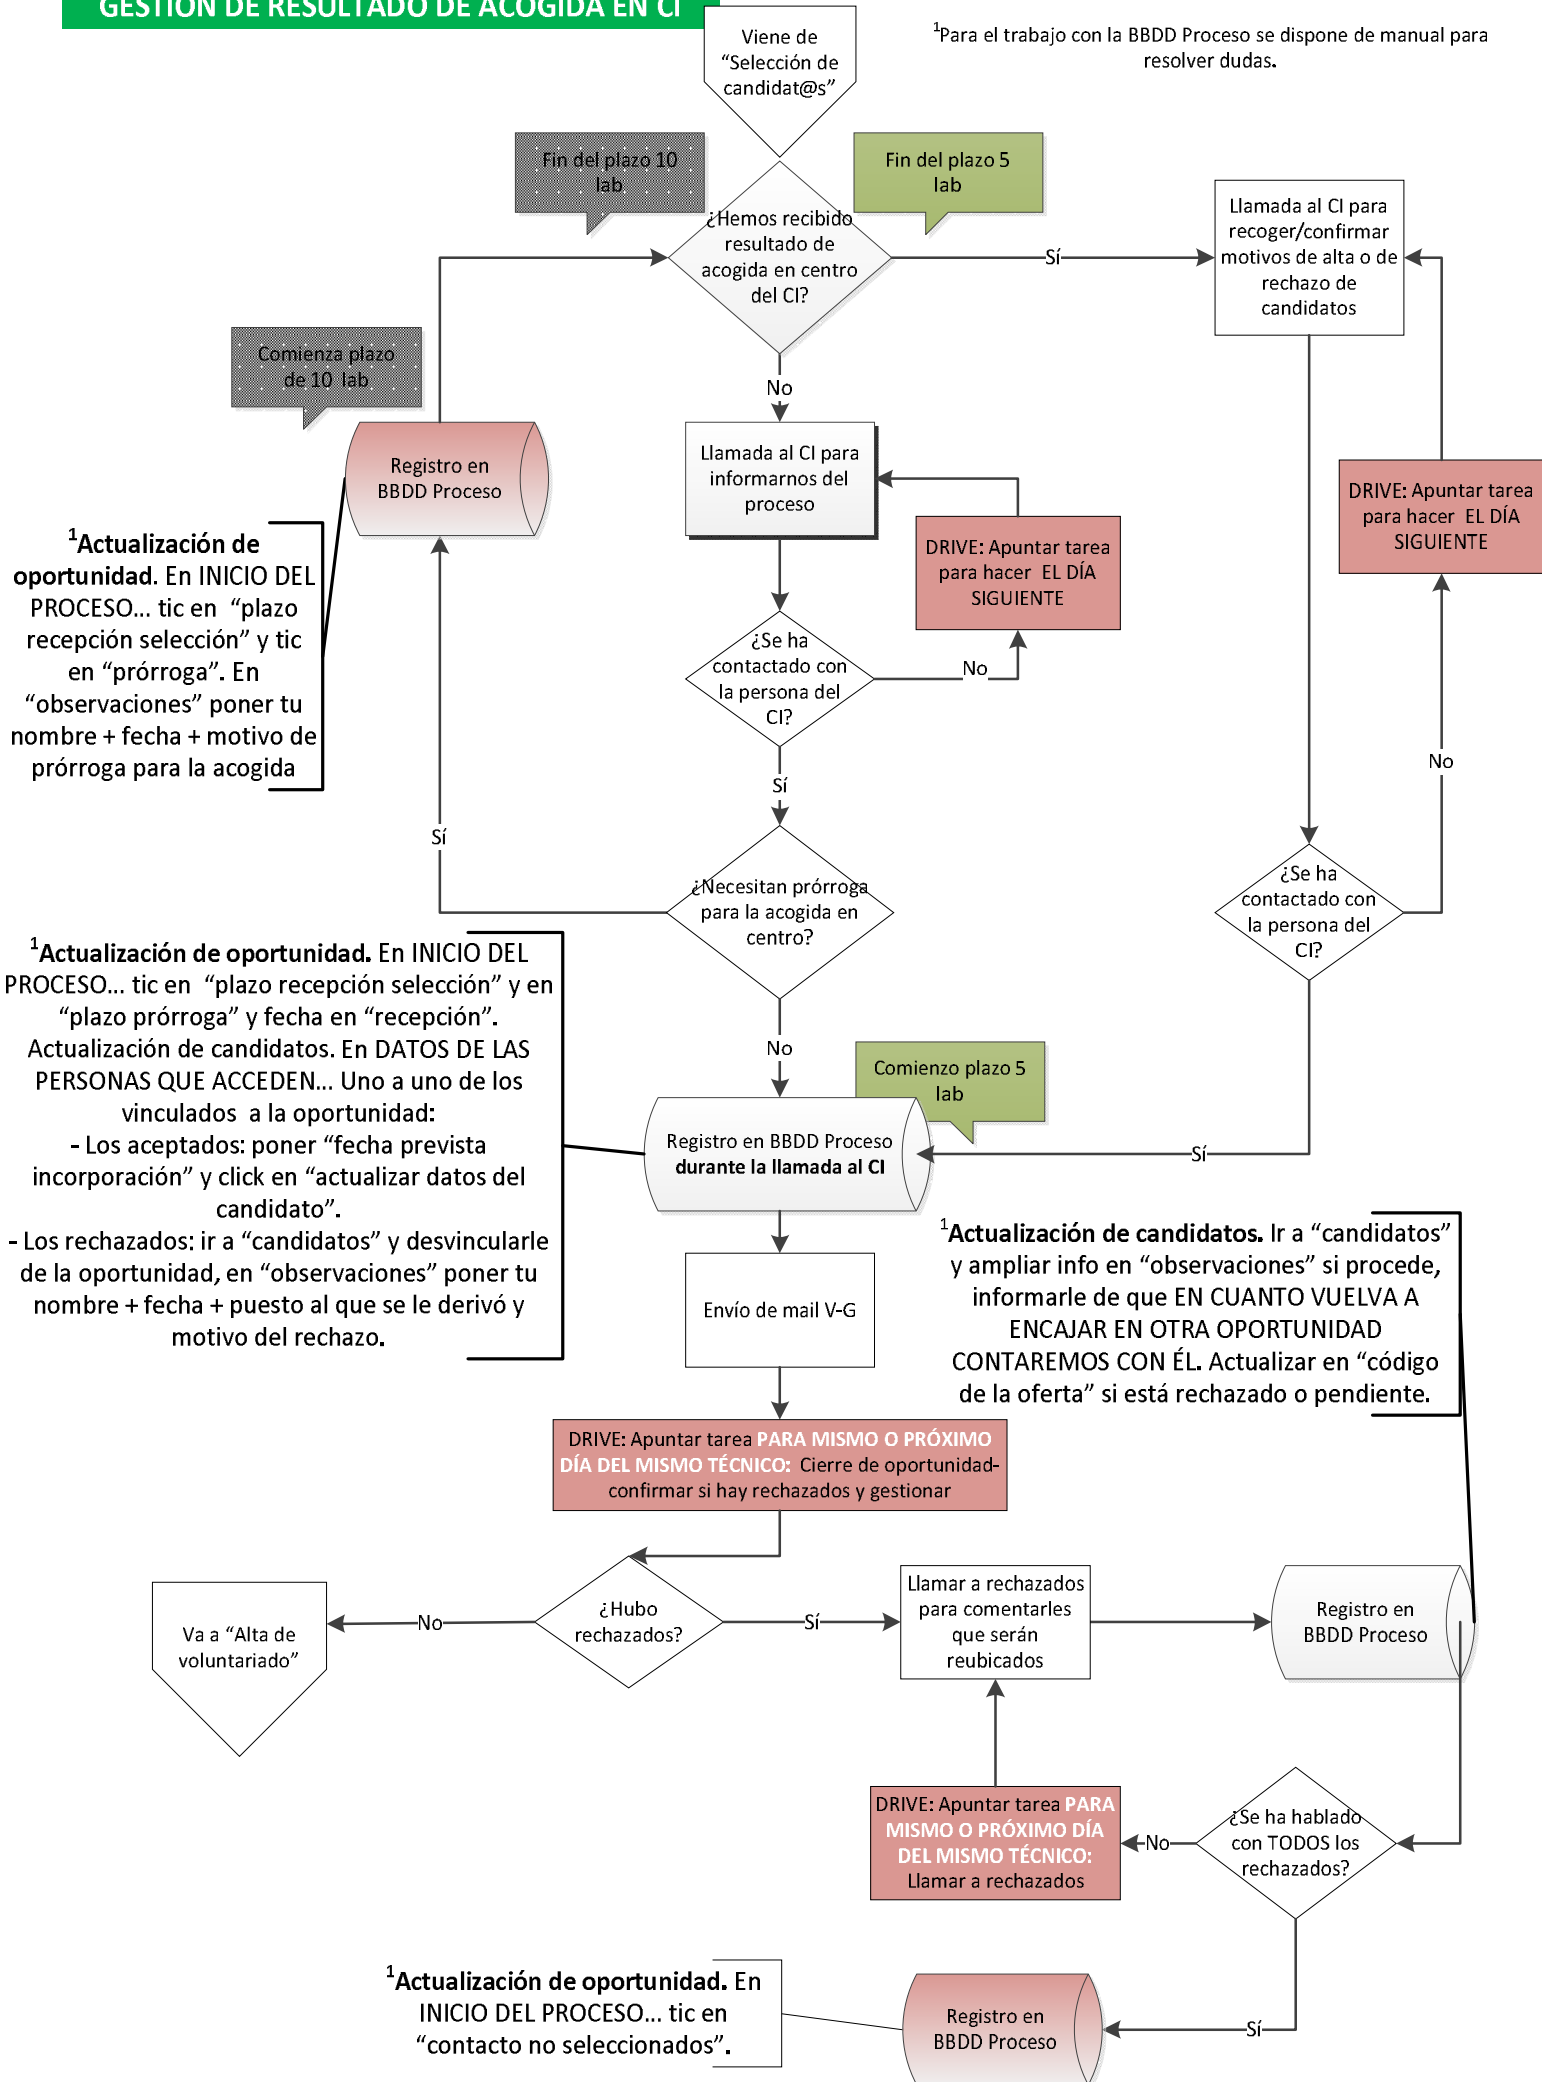 GESTIÓN DE RESULTADO DE ACOGIDA EN CI
Viene de
“Selección de
candidat@s”
¹Para el trabajo con la BBDD Proceso se dispone de manual para
resolver dudas.
Fin del plazo 10
lab
Fin del plazo 5
lab
¿Hemos recibido
resultado de
acogida en centro
del CI?
Sí
Llamada al CI para
recoger/confirmar
motivos de alta o de
rechazo de
candidatos
Comienza plazo
de 10 lab
No
Registro en
BBDD Proceso
Llamada al CI para
informarnos del
proceso
DRIVE: Apuntar tarea
para hacer EL DÍA
SIGUIENTE
DRIVE: Apuntar tarea
para hacer EL DÍA
SIGUIENTE
¹Actualización de
oportunidad. En INICIO DEL
PROCESO... tic en “plazo
recepción selección” y tic
en “prórroga”. En
“observaciones” poner tu
nombre + fecha + motivo de
prórroga para la acogida
¿Se ha
contactado con
la persona del
CI?
No
No
Sí
Sí
¿Necesitan prórroga
para la acogida en
centro?
¿Se ha
contactado con
la persona del
CI?
¹Actualización de oportunidad. En INICIO DEL
PROCESO... tic en “plazo recepción selección” y en
“plazo prórroga” y fecha en “recepción”.
Actualización de candidatos. En DATOS DE LAS
PERSONAS QUE ACCEDEN... Uno a uno de los
vinculados a la oportunidad:
- Los aceptados: poner “fecha prevista
incorporación” y click en “actualizar datos del
candidato”.
- Los rechazados: ir a “candidatos” y desvincularle
de la oportunidad, en “observaciones” poner tu
nombre + fecha + puesto al que se le derivó y
motivo del rechazo.
No
Comienzo plazo 5
lab
Registro en BBDD Proceso
durante la llamada al CI
Sí
Envío de mail V-G
¹Actualización de candidatos. Ir a “candidatos”
y ampliar info en “observaciones” si procede,
informarle de que EN CUANTO VUELVA A
ENCAJAR EN OTRA OPORTUNIDAD
CONTAREMOS CON ÉL. Actualizar en “código
de la oferta” si está rechazado o pendiente.
DRIVE: Apuntar tarea PARA MISMO O PRÓXIMO
DÍA DEL MISMO TÉCNICO: Cierre de oportunidad-
confirmar si hay rechazados y gestionar
Va a “Alta de
voluntariado”
No
¿Hubo
rechazados?
Sí
Llamar a rechazados
para comentarles
que serán
reubicados
Registro en
BBDD Proceso
DRIVE: Apuntar tarea PARA
MISMO O PRÓXIMO DÍA
DEL MISMO TÉCNICO:
Llamar a rechazados
No
¿Se ha hablado
con TODOS los
rechazados?
¹Actualización de oportunidad. En
INICIO DEL PROCESO... tic en
“contacto no seleccionados”.
Registro en
BBDD Proceso
Sí